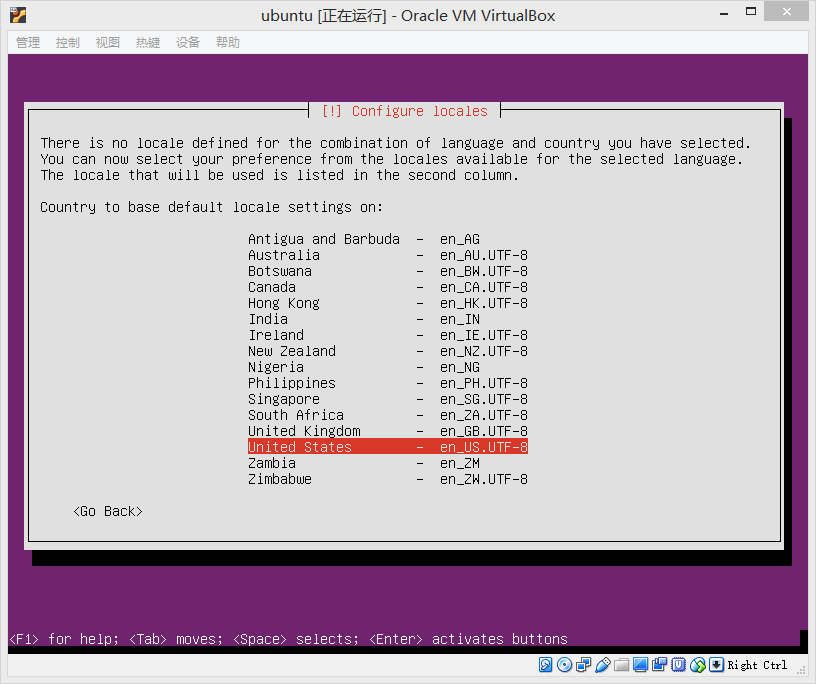 ubuntu [正在运行] - Oracle VM VirtualBox
管理 控制 视图 热键 设备 帮助
[!] Configure locales
There is no locale defined for the combination of language and country you have selected.
You can now select your preference from the locales available for the selected language.
The locale that will be used is listed in the second column.
Country to base default locale settings on:
Antigua and Barbuda - en_AG
Australia - en_AU.UTF-8
Botswana - en_BW.UTF-8
Canada - en_CA.UTF-8
Hong Kong - en_HK.UTF-8
India - en_IN
Ireland - en_IE.UTF-8
New Zealand - en_NZ.UTF-8
Nigeria - en_NG
Philippines - en_PH.UTF-8
Singapore - en_SG.UTF-8
South Africa - en_ZA.UTF-8
United Kingdom - en_GB.UTF-8
United States - en_US.UTF-8
Zambia - en_ZM
Zimbabwe - en_ZW.UTF-8
<Go Back>
<F1> for help; <Tab> moves; <Space> selects; <Enter> activates buttons
Right Ctrl